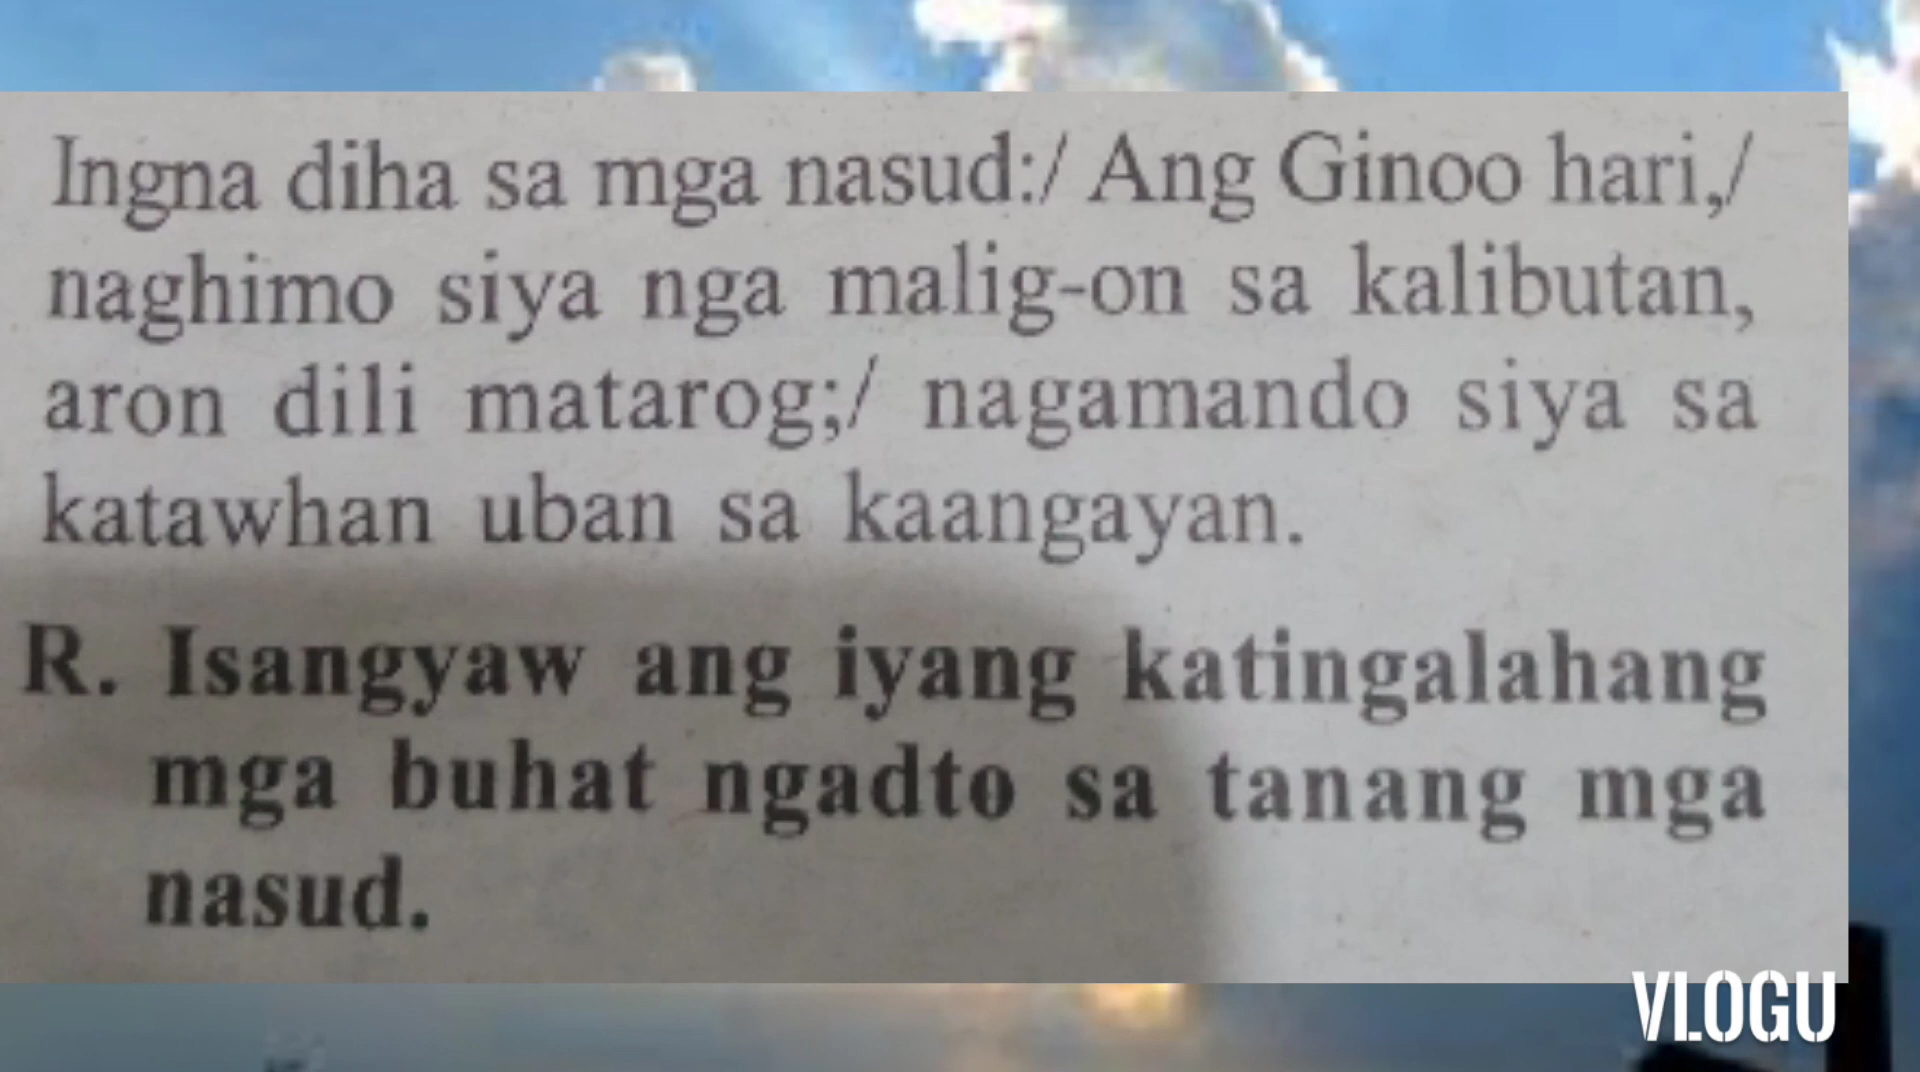 Ingna diha sa mga nasud:/ Ang Ginoo hari,/
naghimo siya nga malig-on sa kalibutan,
aron dili matarog;/ nagamando siya sa
katawhan uban sa kaangayan.
R. Isangyaw ang iyang katingalahang
mga buhat ngadto sa tanang mga
nasud.
VLOGU